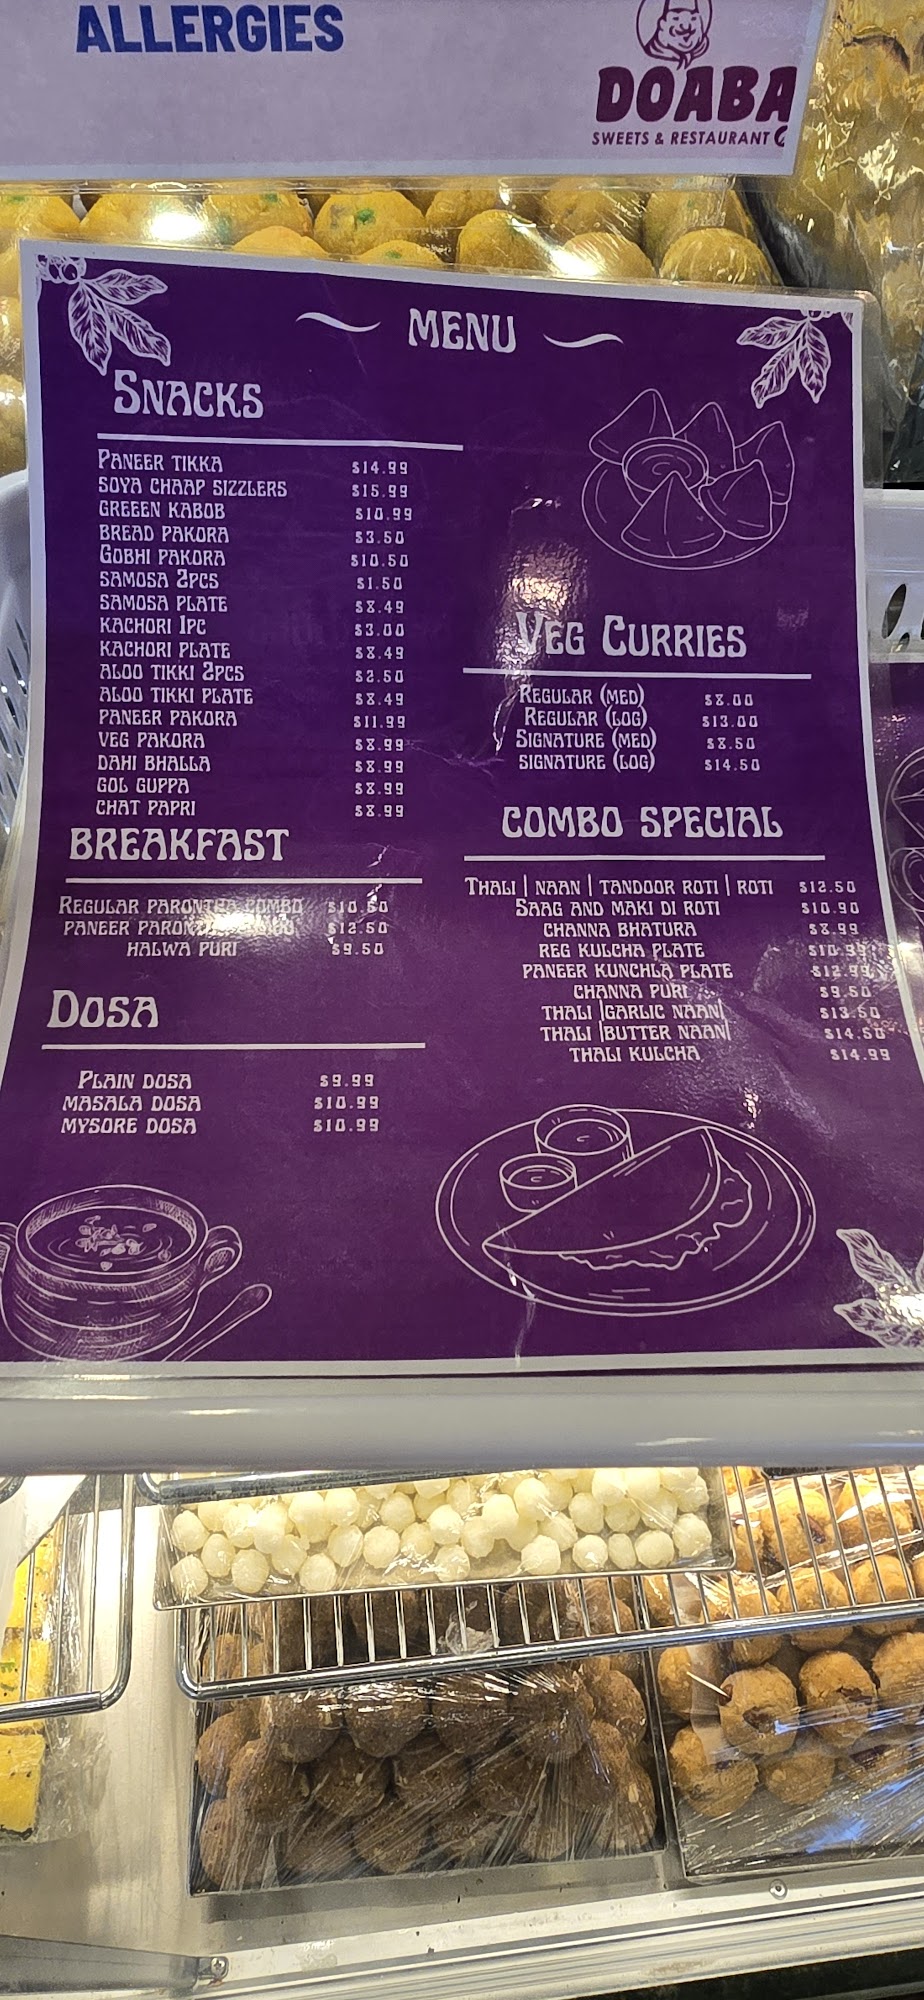 ALLERGIES
DOABA
SWEETS & RESTAURANT
MENU
SNACKS
PANEER TIKKA $14.99
SOYA CHAAP SIZZLERS $15.99
GREEEN KABOB $10.99
BREAD PAKORA $3.50
GOBHI PAKORA $10.50
SAMOSA 2PCS $1.50
SAMOSA PLATE $8.49
KACHORI 1PC $3.00
KACHORI PLATE $8.49
ALOO TIKKI 2PCS $2.50
ALOO TIKKI PLATE $8.49
PANEER PAKORA $11.99
VEG PAKORA $8.99
DAHI BHALLA $8.99
GOL GUPPA $8.99
CHAT PAPRI $8.99
BREAKFAST
REGULAR PARONTHA COMBO $10.50
PANEER $12.50
HALWA PURI $9.50
DOSA
PLAIN DOSA $9.99
MASALA DOSA $10.99
MYSORE DOSA $10.99
VEG CURRIES
REGULAR (MED) $8.00
REGULAR (LOG) $13.00
SIGNATURE (MED) $8.50
SIGNATURE (LOG) $14.50
COMBO SPECIAL
THALI | NAAN | TANDOOR ROTI | ROTI $12.50
SAAG AND MAKI DI ROTI $10.90
CHANNA BHATURA $8.99
REG KULCHA PLATE $10.99
PANEER KUNCHLA PLATE $12.99
CHANNA PURI $9.50
THALI |GARLIC NAAN| $13.50
THALI |BUTTER NAAN| $14.50
THALI KULCHA $14.99